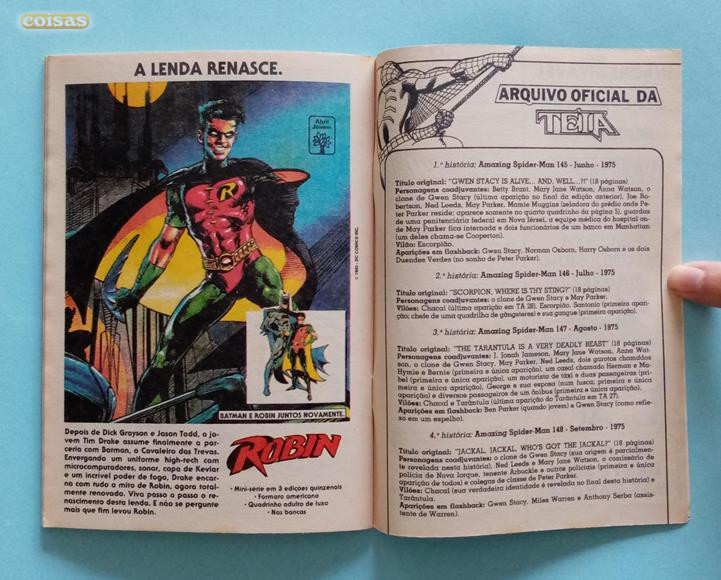 coisas
A LENDA RENASCE.
Abril
Jovem
© 1992 - DC COMICS INC.
BATMAN E ROBIN JUNTOS NOVAMENTE.
Depois de Dick Grayson e Jason Todd, o jo-
vem Tim Drake assume finalmente a par-
ceria com Batman, o Cavaleiro das Trevas.
Envergando um uniforme high-tech com
microcomputadores, sonar, capa de Kevlar
e um incrível poder de fogo, Drake encar-
na com tudo o mito de Robin, agora total-
mente renovado. Viva passo a passo o re-
nascimento desta lenda. E não se pergunte
mais que fim levou Robin.
ROBIN
• Mini-série em 3 edições quinzenais
• Formato americano
• Quadrinho adulto de luxo
• Nas bancas
ARQUIVO OFICIAL DA
TEIA
1.ª história: Amazing Spider-Man 145 - Junho - 1975
Título original: "GWEN STACY IS ALIVE... AND, WELL...?!" (18 páginas)
Personagens coadjuvantes: Betty Brant, Mary Jane Watson, Anna Watson, o
clone de Gwen Stacy (última aparição no final da edição anterior), Joe Ro-
bertson, Ned Leeds, May Parker, Mamie Muggins (zeladora do prédio onde Pe-
ter Parker reside; aparece somente no quarto quadrinho da página 5), guardas
de uma penitenciária federal em Nova Jérsei, a equipe médica do hospital on-
de May Parker fica internada e dois funcionários de um banco em Manhattan
(um deles chama-se Cooperton).
Vilão: Escorpião.
Aparições em flashback: Gwen Stacy, Norman Osborn, Harry Osborn e os dois
Duendes Verdes (no sonho de Peter Parker).
2.ª história: Amazing Spider-Man 146 - Julho - 1975
Título original: "SCORPION, WHERE IS THY STING?" (18 páginas)
Personagens coadjuvantes: o clone de Gwen Stacy e May Parker.
Vilões: Chacal (última aparição em TA 28), Escorpião, Santonio (primeira apari-
ção; chefe de uma quadrilha de gângsteres) e sua gangue (primeira aparição).
3.ª história: Amazing Spider-Man 147 - Agosto - 1975
Título original: "THE TARANTULA IS A VERY DEADLY BEAST" (18 páginas)
Personagens coadjuvantes: J. Jonah Jameson, Mary Jane Watson, Anna Wat-
son, o clone de Gwen Stacy, May Parker, Ned Leeds, dois garotos chamados
Hymie e Bernie (primeira e única aparição), um casal chamado Herman e Ma-
bel (primeira e única aparição), um motorista de táxi e duas passageiras (pri-
meira e única aparição), George e sua esposa (num fusca; primeira e única
aparição) e diversos passageiros de um ônibus (primeira e única aparição).
Vilões: Chacal e Tarântula (última aparição de Tarântula em TA 27).
Aparições em flashback: Ben Parker (quando jovem) e Gwen Stacy (como refle-
xo em um espelho).
4.ª história: Amazing Spider-Man 148 - Setembro - 1975
Título original: "JACKAL, JACKAL, WHO'S GOT THE JACKAL?" (18 páginas)
Personagens coadjuvantes: o clone de Gwen Stacy (sua origem é parcialmen-
te revelada nesta história), Ned Leeds e Mary Jane Watson, o comissário de
polícia de Nova Iorque, tenente Arbuckle e outros policiais (primeira e única
aparição de todos) e colegas de classe de Peter Parker.
Vilões: Chacal (sua verdadeira identidade é revelada no final desta história) e
Tarântula.
Aparições em flashback: Gwen Stacy, Miles Warren e Anthony Serba (assis-
tente de Warren).